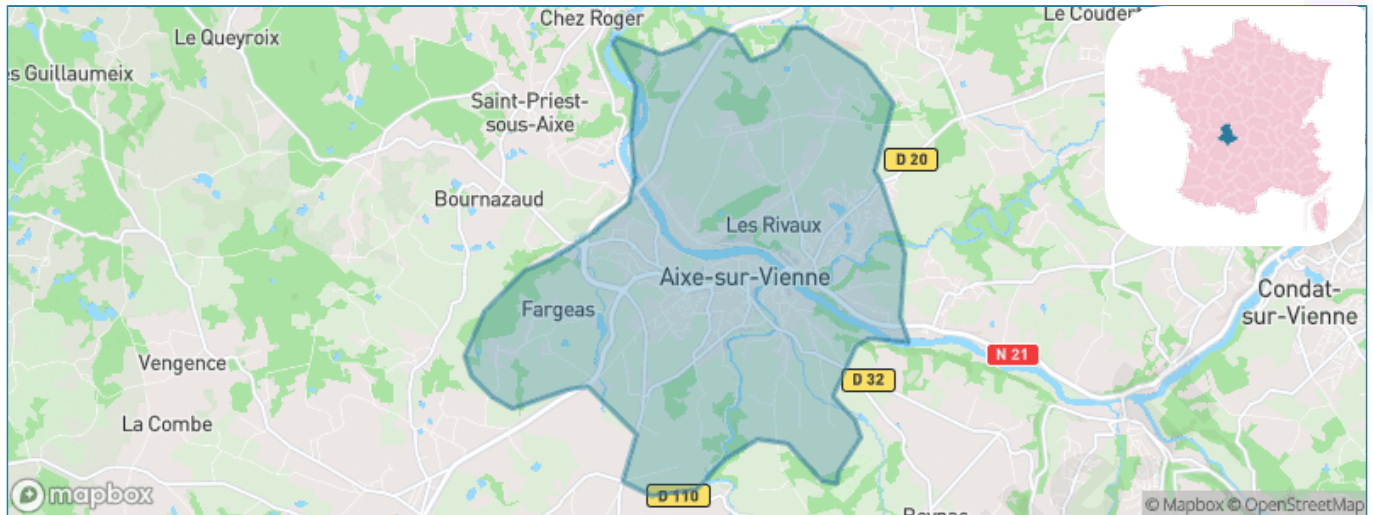 Chez Roger
Le Coudert
Le Queyroix
es Guillaumeix
Saint-Priest-
sous-Aixe
D 20
Bournazaud
Les Rivaux
Aixe-sur-Vienne
Condat-
sur-Vienne
Fargeas
N 21
Vengence
D 32
La Combe
mapbox
D 110
© Mapbox © OpenStreetMap